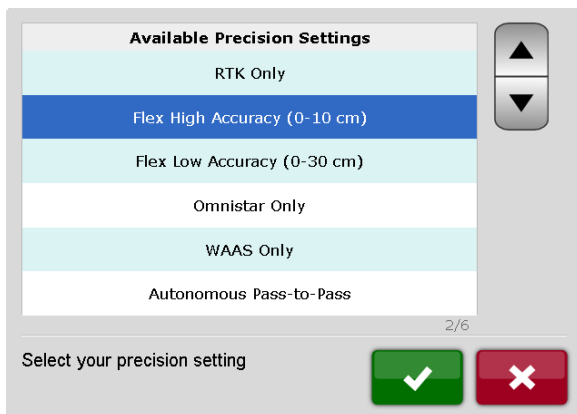 Available Precision Settings
RTK Only
Flex High Accuracy (0-10 cm)
Flex Low Accuracy (0-30 cm)
Omnistar Only
WAAS Only
Autonomous Pass-to-Pass
2/6
Select your precision setting